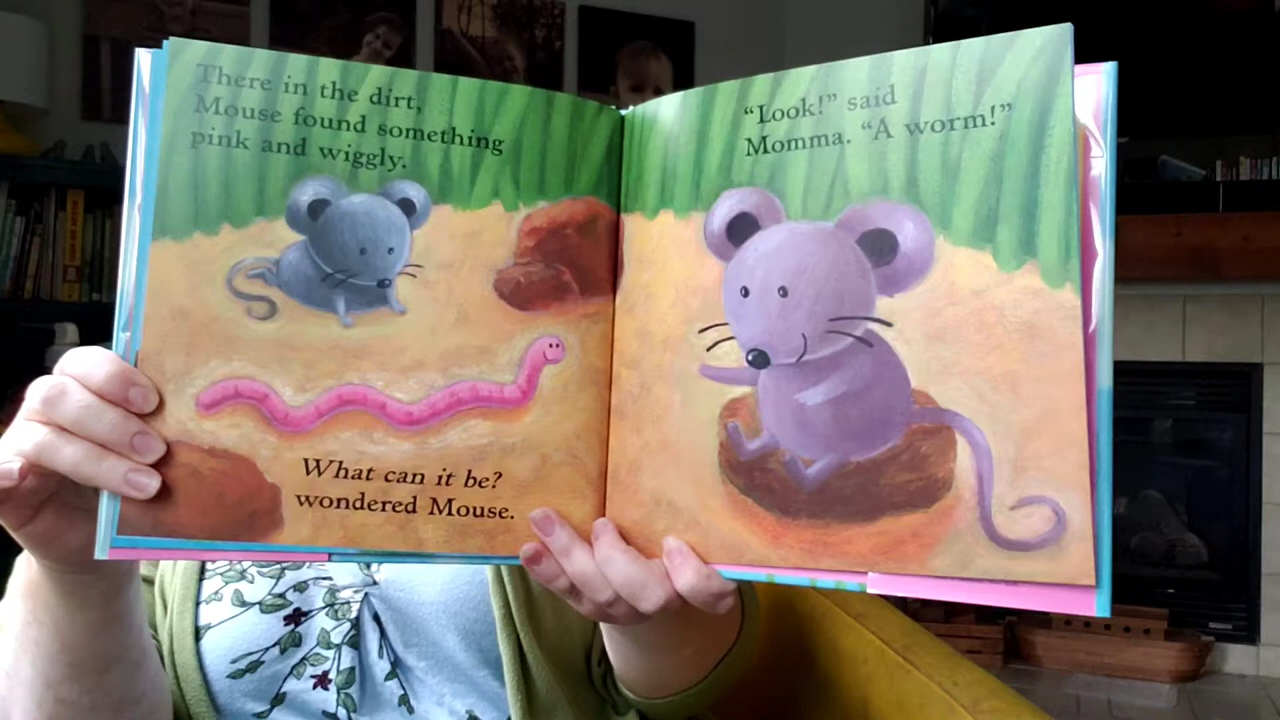 There in the dirt,
Mouse found something
pink and wiggly.
What can it be?
wondered Mouse.
“Look!” said
Momma. “A worm!”